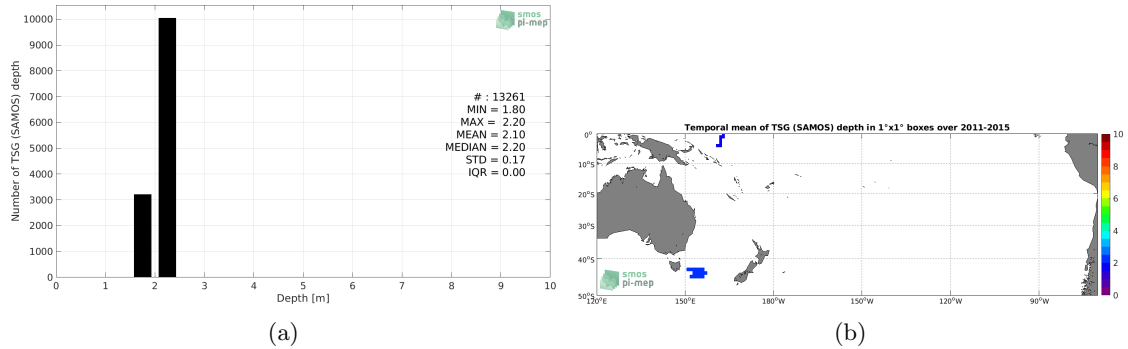 10000
9000
8000
7000
6000
5000
4000
3000
2000
1000
0
Number of TSG (SAMOS) depth
0 1 2 3 4 5 6 7 8 9 10
Depth [m]
smos
pi-mep
# : 13261
MIN = 1.80
MAX = 2.20
MEAN = 2.10
MEDIAN = 2.20
STD = 0.17
IQR = 0.00
(a)
Temporal mean of TSG (SAMOS) depth in 1°x1° boxes over 2011-2015
0°
10°S
20°S
30°S
40°S
50°S
120°E 150°E 180°W 150°W 120°W 90°W
smos
pi-mep
10
8
6
4
2
0
(b)